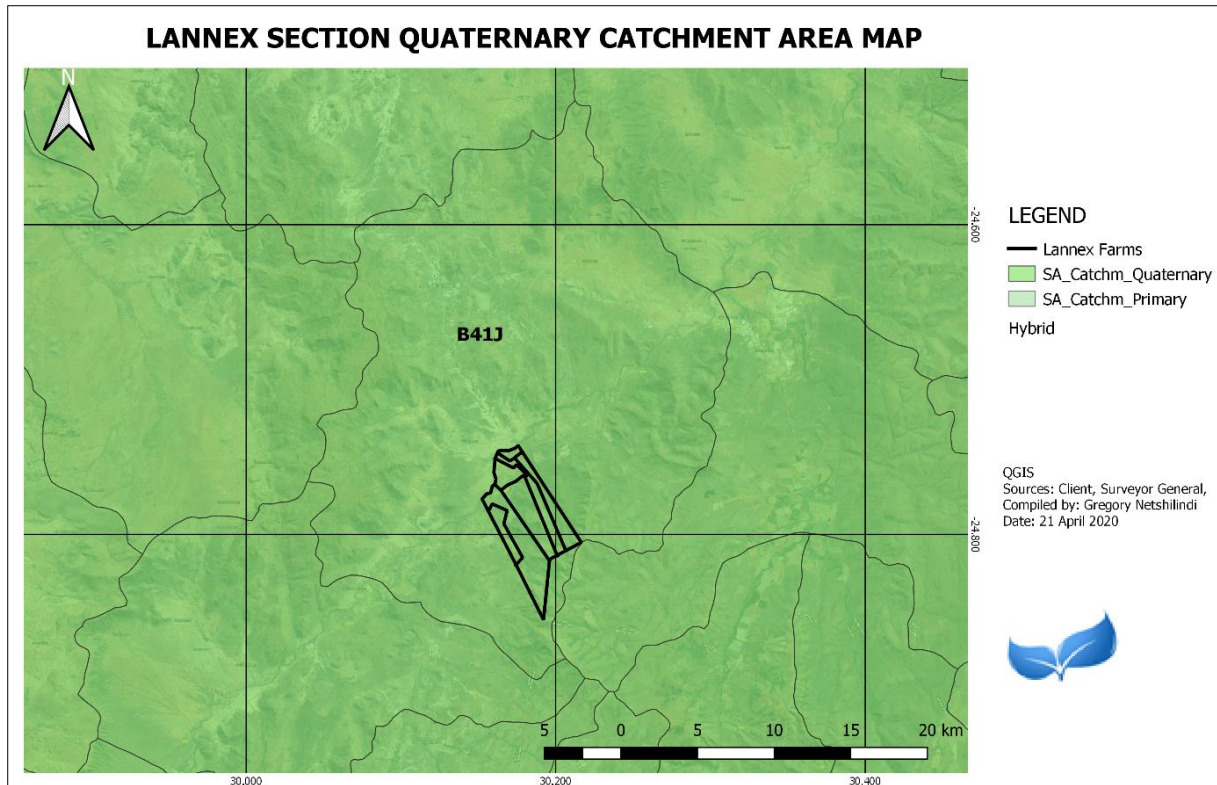 LANNEX SECTION QUATERNARY CATCHMENT AREA MAP
N
-24.600
LEGEND
Lannex Farms
SA_Catchm_Quaternary
SA_Catchm_Primary
Hybrid
B41J
QGIS
Sources: Client, Surveyor General,
Compiled by: Gregory Netshilindi
Date: 21 April 2020
-24.800
5 0 5 10 15 20 km
30.000 30.200 30.400